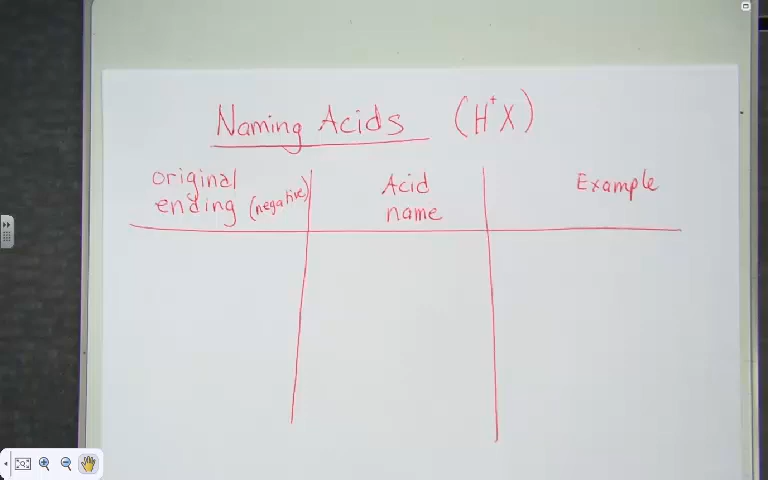 Naming Acids (H⁺X)
original ending (negative)
Acid name
Example